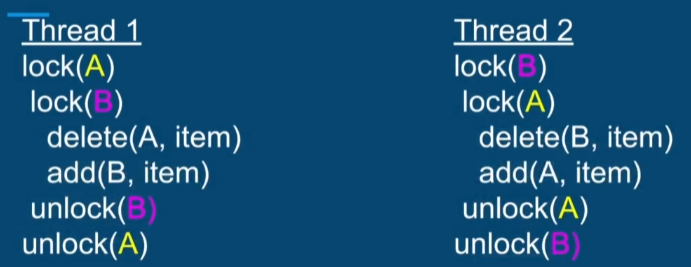 Thread 1
lock(A)
lock(B)
delete(A, item)
add(B, item)
unlock(B)
unlock(A)
Thread 2
lock(B)
lock(A)
delete(B, item)
add(A, item)
unlock(A)
unlock(B)